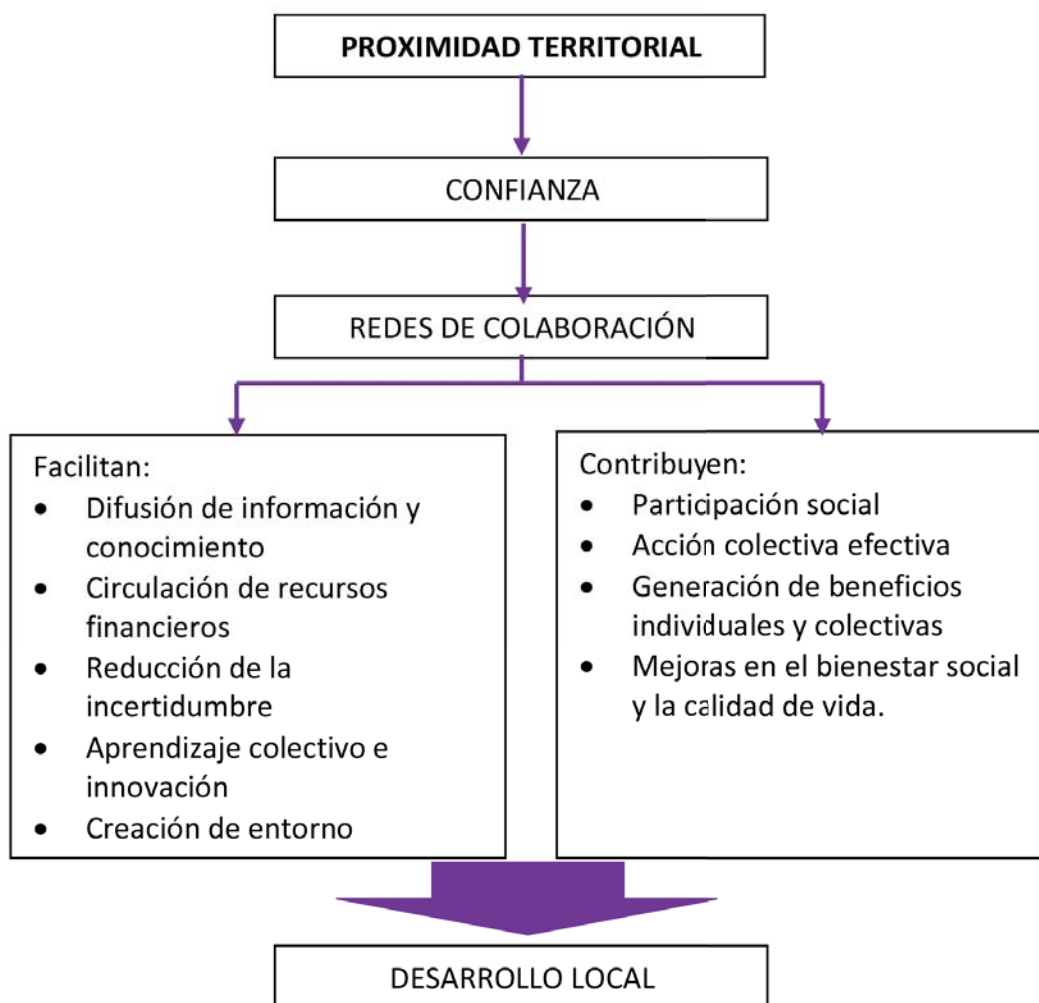 PROXIMIDAD TERRITORIAL
CONFIANZA
REDES DE COLABORACIÓN
Facilitan:
• Difusión de información y
conocimiento
• Circulación de recursos
financieros
• Reducción de la
incertidumbre
• Aprendizaje colectivo e
innovación
• Creación de entorno
Contribuyen:
• Participación social
• Acción colectiva efectiva
• Generación de beneficios
individuales y colectivas
• Mejoras en el bienestar social
y la calidad de vida.
DESARROLLO LOCAL